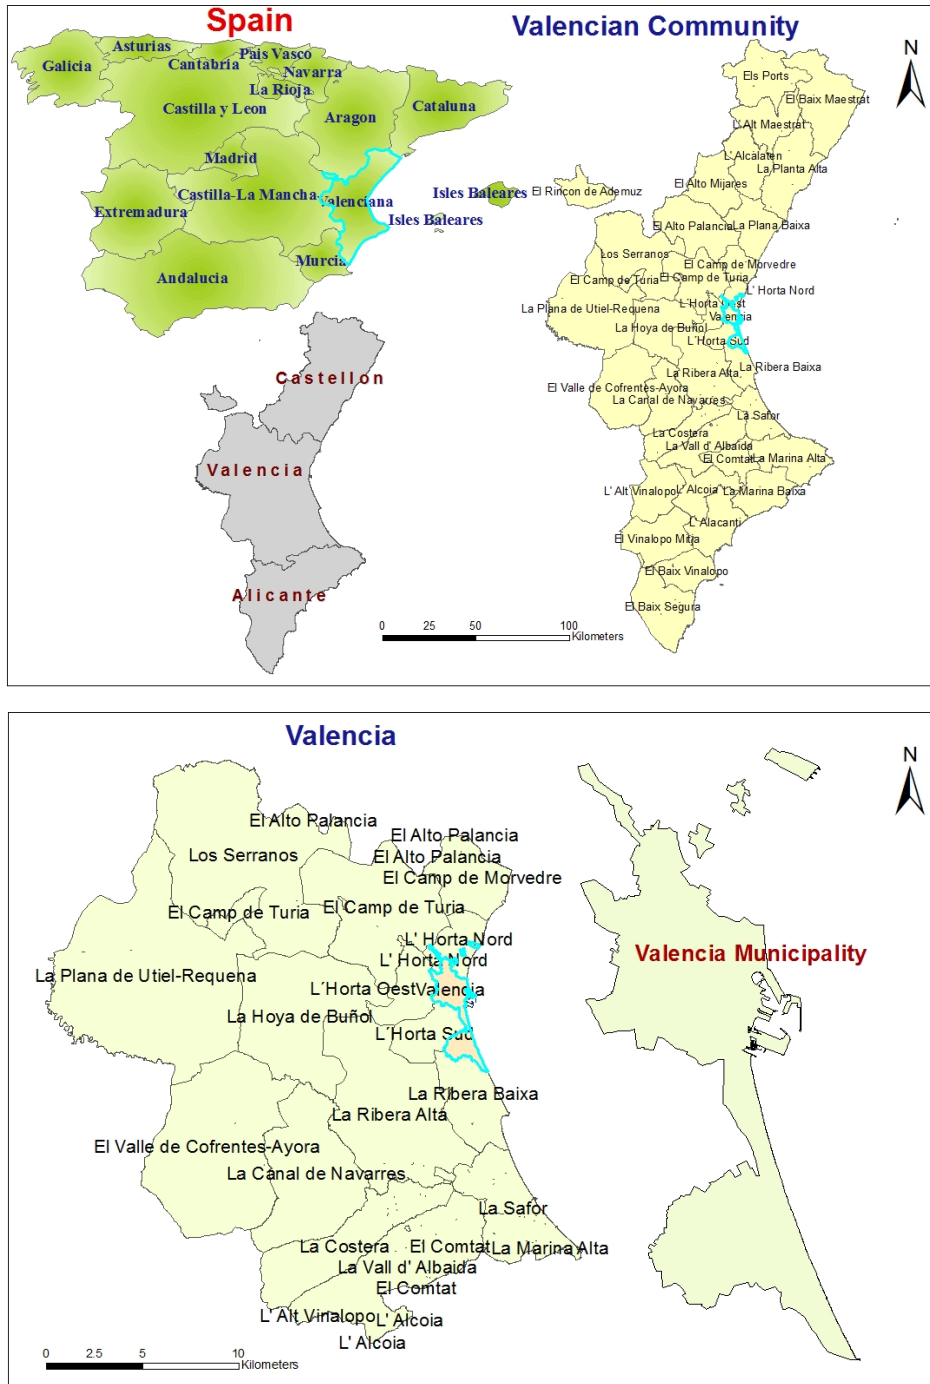 Spain
Valencian Community
N
Asturias
Pais Vasco
Galicia
Cantabria
Navarra
La Rioja
Castilla y Leon
Cataluna
Aragon
Madrid
Castilla-La Mancha
Valenciana
Isles Baleares
Extremadura
Isles Baleares
Murcia
Andalucia
Castellon
Valencia
Alicante
Els Ports
El Baix Maestrat
L'Alt Maestrat
L'Alcalaten
La Planta Alta
El Rincon de Ademuz
El Alto Mijares
El Alto Palancia
La Plana Baixa
Los Serranos
El Camp de Morvedre
El Camp de Turia
El Camp de Turia
L' Horta Nord
L'Horta Oest
La Plana de Utiel-Requena
Valencia
La Hoya de Buñol
L'Horta Sud
La Ribera Alta
La Ribera Baixa
El Valle de Cofrentes-Ayora
La Canal de Navarres
La Safor
La Costera
La Vall d' Albaida
El Comtat
La Marina Alta
L' Alt Vinalopo
L' Alcoia
La Marina Baixa
L' Alacanti
El Vinalopo Mitja
El Baix Vinalopo
El Baix Segura
0 25 50 100
Kilometers
Valencia
N
El Alto Palancia
El Alto Palancia
Los Serranos
El Alto Palancia
El Camp de Morvedre
El Camp de Turia
El Camp de Turia
L' Horta Nord
L' Horta Nord
Valencia Municipality
La Plana de Utiel-Requena
L´Horta Oest
Valencia
La Hoya de Buñol
L´Horta Sud
La Ribera Baixa
La Ribera Alta
El Valle de Cofrentes-Ayora
La Canal de Navarres
La Safor
La Costera
El Comtat
La Marina Alta
La Vall d' Albaida
El Comtat
L' Alt Vinalopo
L' Alcoia
L' Alcoia
0 2.5 5 10
Kilometers